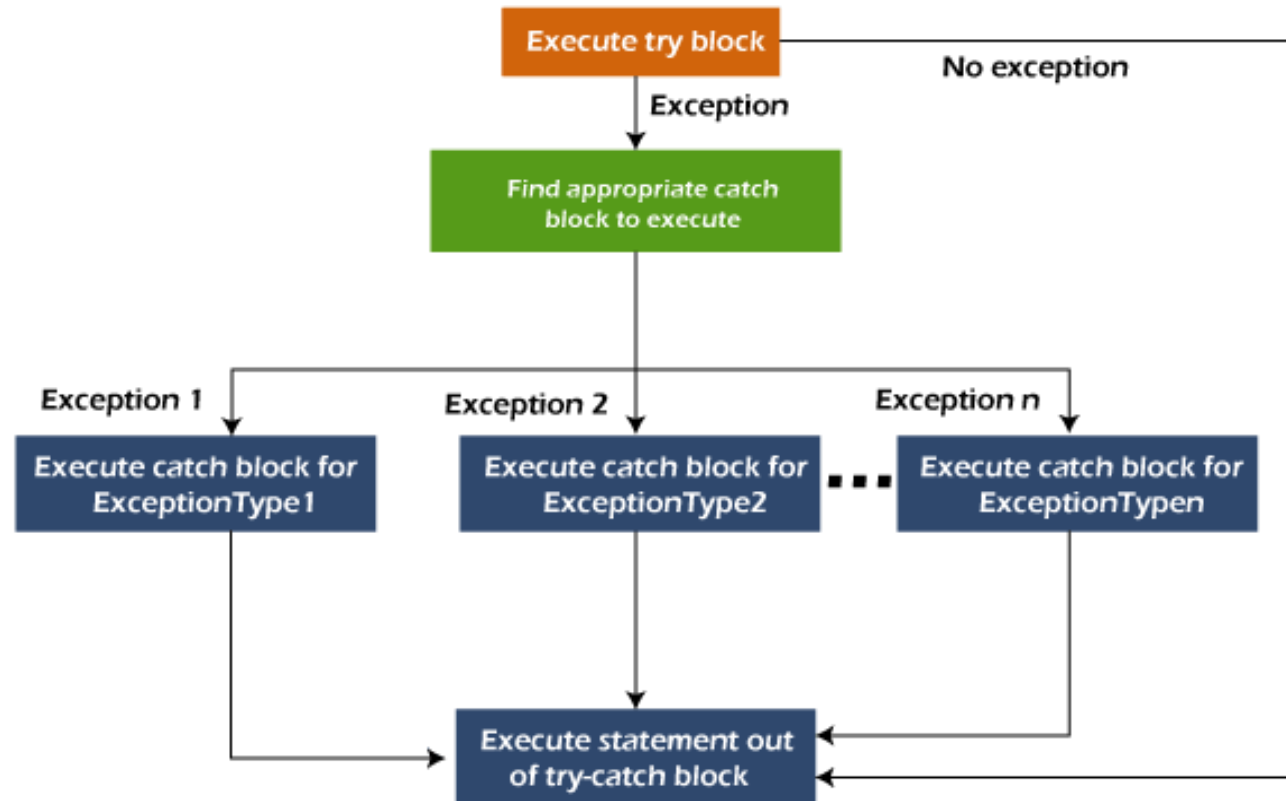 Execute try block
No exception
Exception
Find appropriate catch
block to execute
Exception 1
Exception 2
Exception n
Execute catch block for
ExceptionType1
Execute catch block for
ExceptionType2
Execute catch block for
ExceptionTypen
Execute statement out
of try-catch block